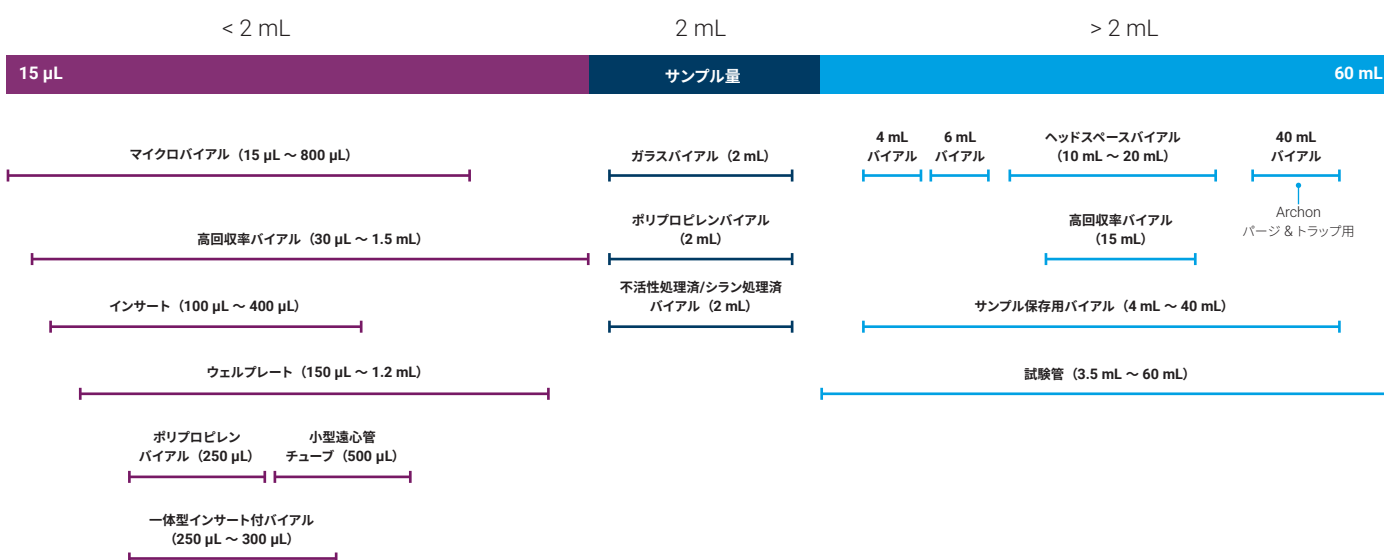 < 2 mL
2 mL
> 2 mL
15 µL
サンプル量
60 mL
マイクロバイアル（15 µL ～ 800 µL）
ガラスバイアル（2 mL）
4 mL
バイアル
6 mL
バイアル
ヘッドスペースバイアル
（10 mL ～ 20 mL）
40 mL
バイアル
Archon
パージ & トラップ用
高回収率バイアル（30 µL ～ 1.5 mL）
ポリプロピレンバイアル
（2 mL）
高回収率バイアル
（15 mL）
インサート（100 µL ～ 400 µL）
不活性処理済/シラン処理済
バイアル（2 mL）
サンプル保存用バイアル（4 mL ～ 40 mL）
ウェルプレート（150 µL ～ 1.2 mL）
試験管（3.5 mL ～ 60 mL）
ポリプロピレン
バイアル（250 µL）
小型遠心管
チューブ（500 µL）
一体型インサート付バイアル
（250 µL ～ 300 µL）